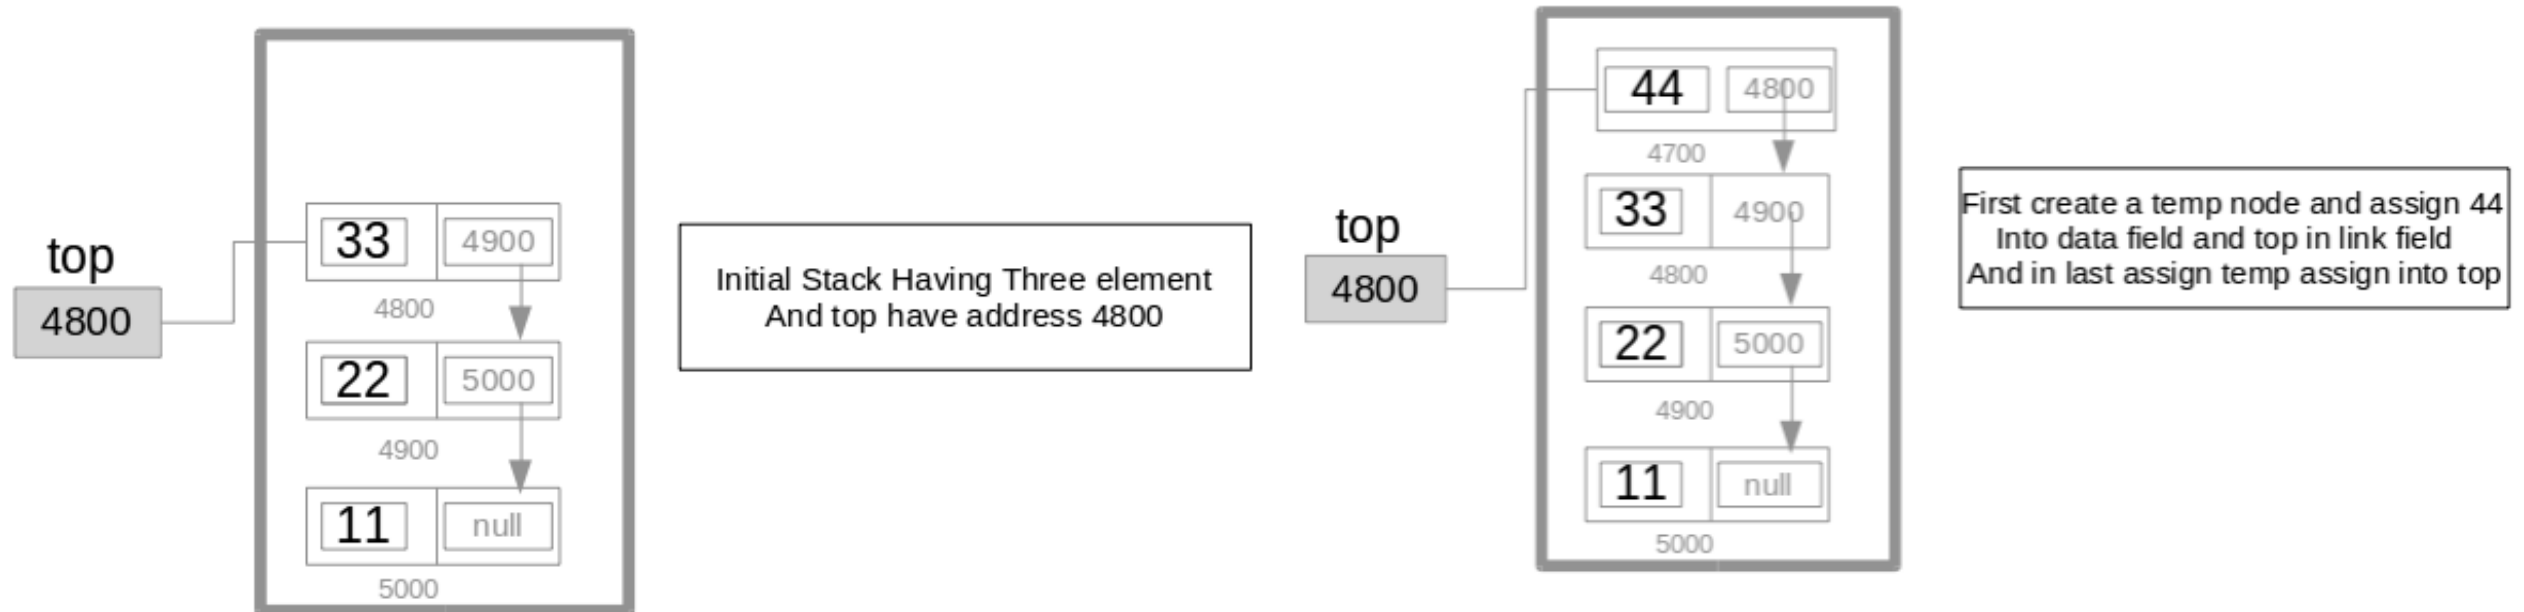 top
4800
33
4900
4800
22
5000
4900
11
null
5000
Initial Stack Having Three element
And top have address 4800
top
4800
44
4800
4700
33
4900
4800
22
5000
4900
11
null
5000
First create a temp node and assign 44
Into data field and top in link field
And in last assign temp assign into top